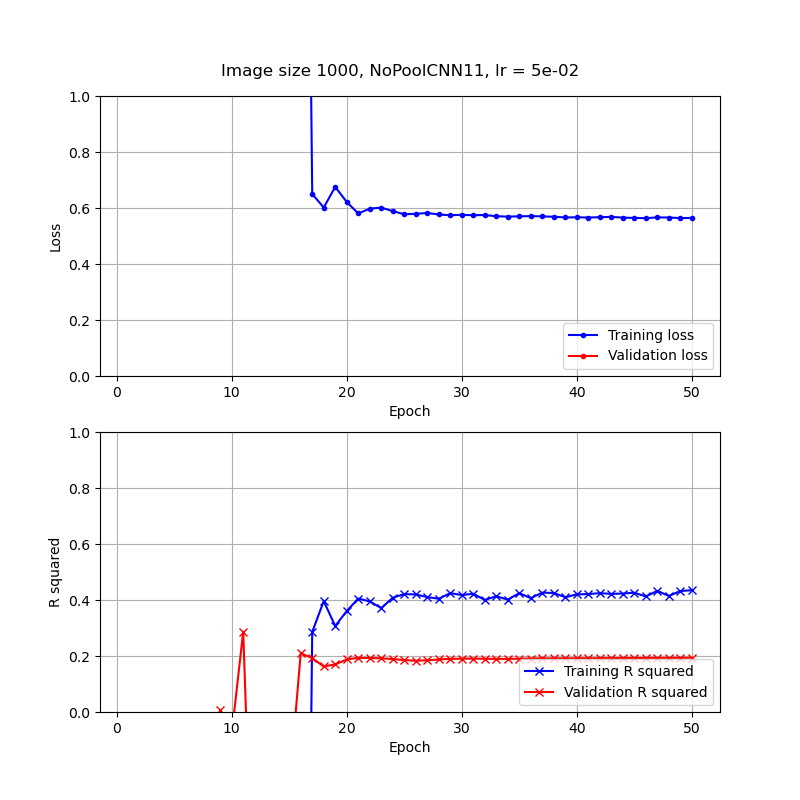 Image size 1000, NoPoolCNN11, lr = 5e-02
1.0
0.8
0.6
0.4
0.2
0.0
Loss
Training loss
Validation loss
0 10 20 30 40 50
Epoch
1.0
0.8
0.6
0.4
0.2
0.0
R squared
Training R squared
Validation R squared
0 10 20 30 40 50
Epoch